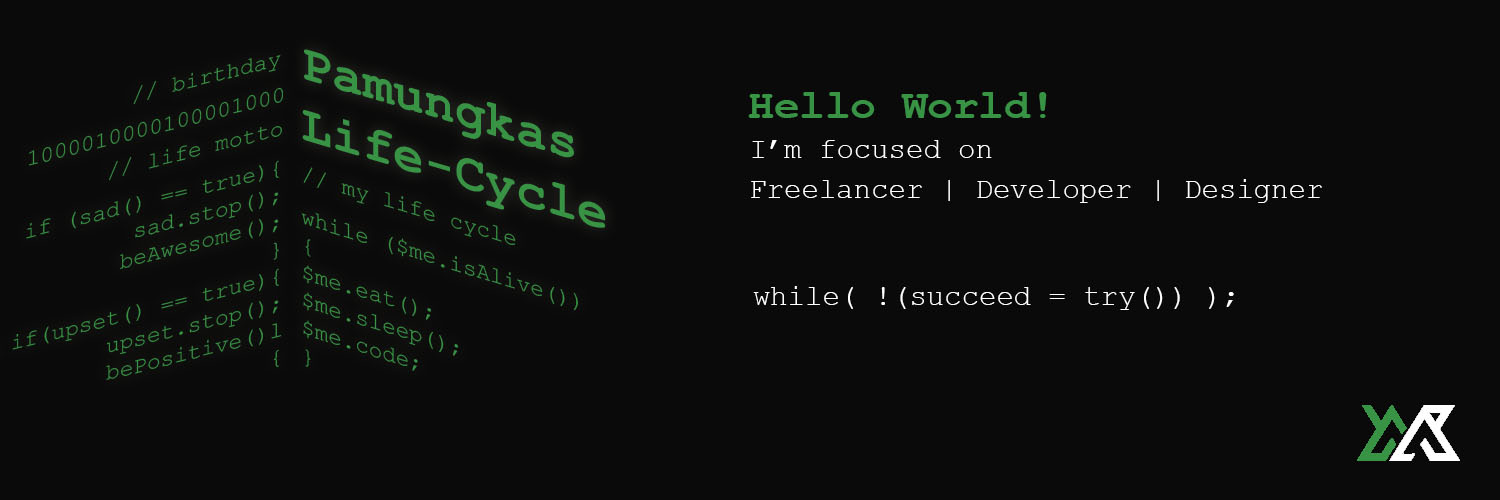 // birthday
1000010000100001000
// life motto
if (sad() == true){
sad.stop();
beAwesome();
}
if(upset() == true){
upset.stop();
bePositive()l
{
Pamungkas
Life-Cycle
// my life cycle
while ($me.isAlive())
{
$me.eat();
$me.sleep();
$me.code;
}
Hello World!
I’m focused on
Freelancer | Developer | Designer
while( !(succeed = try()) );